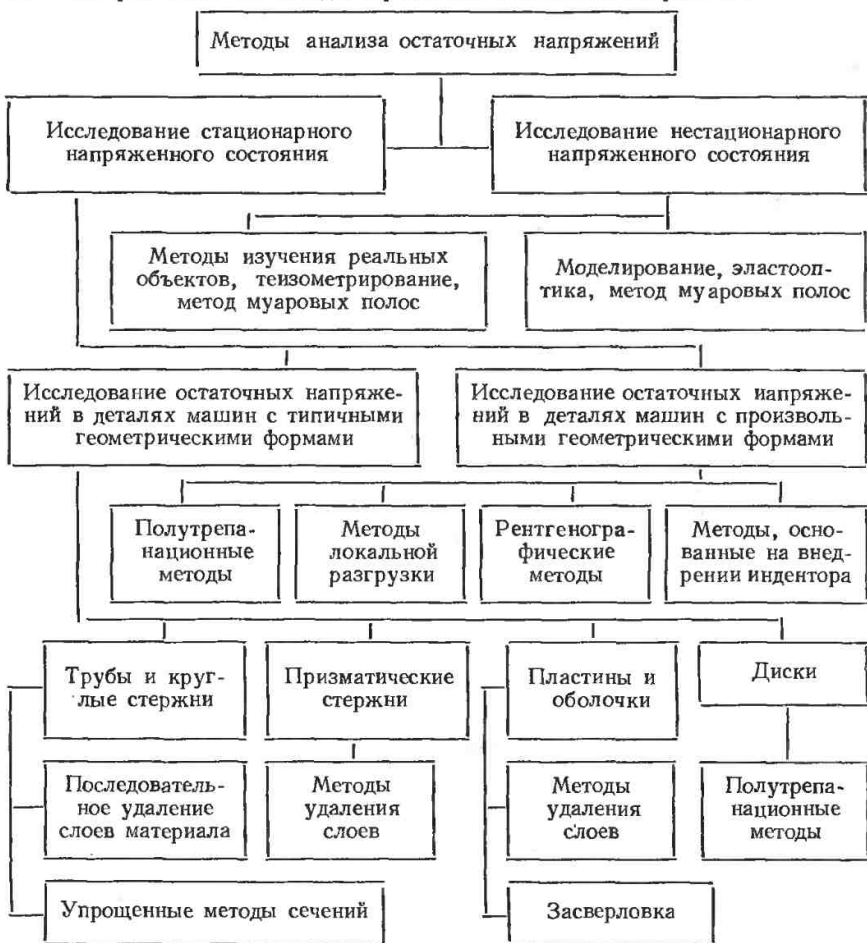 Методы анализа остаточных напряжений
Исследование стационарного
напряженного состояния
Исследование нестационарного
напряженного состояния
Методы изучения реальных
объектов, теизометрирование,
метод муаровых полос
Моделирование, эластооп-
тика, метод муаровых полос
Исследование остаточных напряже-
ний в деталях машин с типичными
геометрическими формами
Исследование остаточных иапряже-
ний в деталях машин с произволь-
ными геометрическими формами
Полутрепа-
национные
методы
Методы
локальной
разгрузки
Рентгеногра-
фические
методы
Методы, осно-
ванные на внед-
рении индентора
Трубы и круг-
лые стержни
Призматические
стержни
Пластины и
оболочки
Диски
Последователь-
ное удаление
слоев материала
Методы
удаления
слоев
Методы
удаления
слоев
Полутрепа-
национные
методы
Упрощенные методы сечений
Засверловка